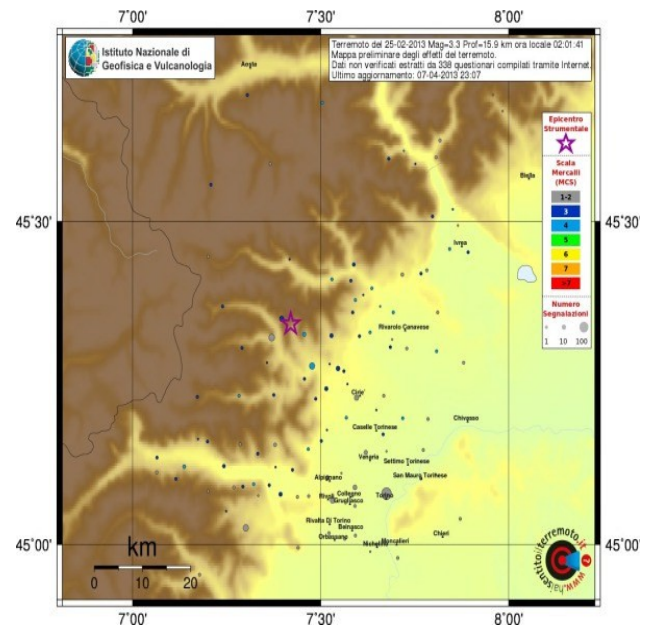 7˚00' 7˚30' 8˚00'
Istituto Nazionale di
Geofisica e Vulcanologia
Terremoto del 25-02-2013 Mag=3.3 Prof=15.9 km ora locale 02:01:41
Mappa preliminare degli effetti del terremoto.
Dati non verificati estratti da 338 questionari compilati tramite Internet.
Ultimo aggiornamento: 07-04-2013 23:07
Aosta
Epicentro
Strumentale
Scala
Mercalli
(MCS)
1-2
3
4
5
6
7
>7
Numero
Segnalazioni
1 10 100
Biella
45˚30' 45˚30'
Ivrea
Rivarolo Canavese
Cirie'
Chivasso
Caselle Torinese
Venaria
Settimo Torinese
Alpignano
San Mauro Torinese
Collegno
Rivoli
Torino
Grugliasco
Rivalta Di Torino
Beinasco
Orbassano
Nichelino
Moncalieri
Chieri
45˚00' 45˚00'
km
0 10 20
www.haisentitoilterremoto.it
7˚00' 7˚30' 8˚00'